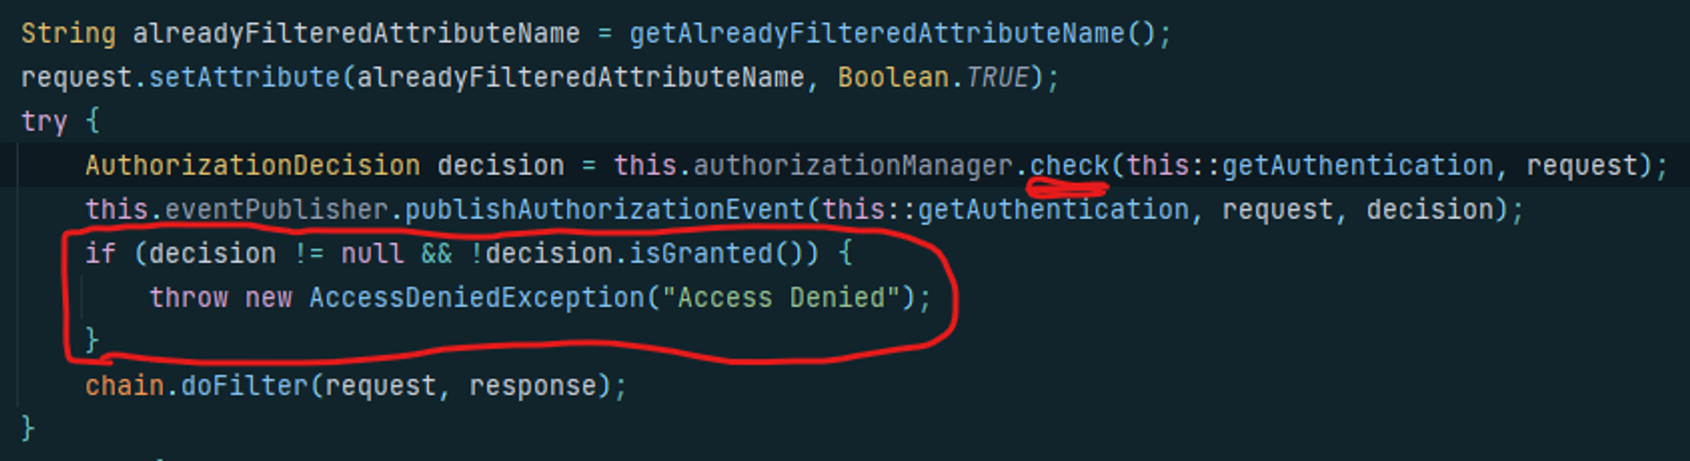 String alreadyFilteredAttributeName = getAlreadyFilteredAttributeName();
request.setAttribute(alreadyFilteredAttributeName, Boolean.TRUE);
try {
AuthorizationDecision decision = this.authorizationManager.check(this::getAuthentication, request);
this.eventPublisher.publishAuthorizationEvent(this::getAuthentication, request, decision);
if (decision != null && !decision.isGranted()) {
throw new AccessDeniedException("Access Denied");
}
chain.doFilter(request, response);
}